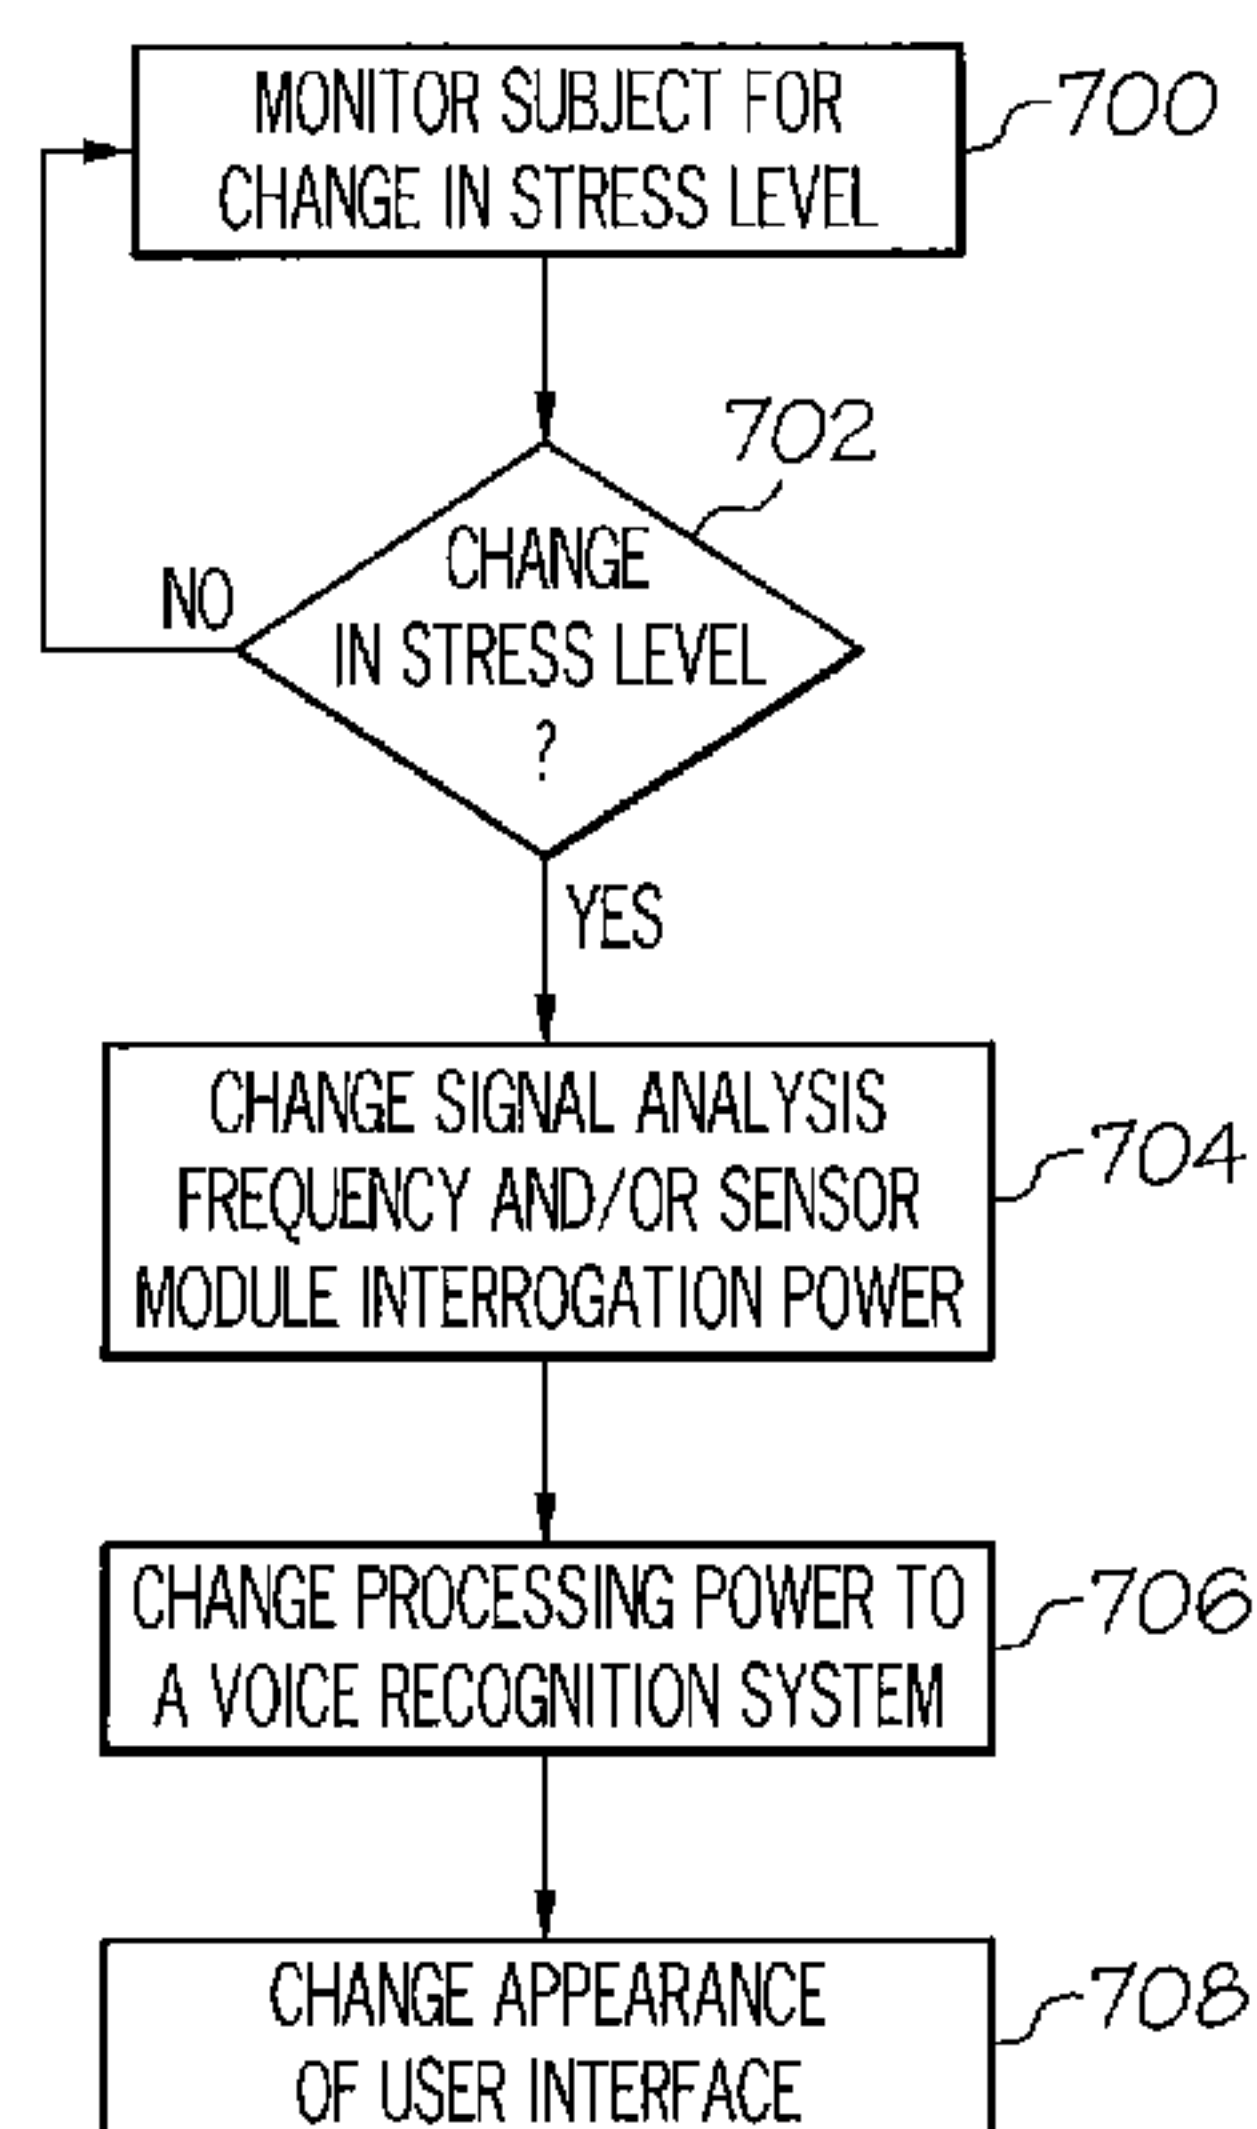 MONITOR SUBJECT FOR
CHANGE IN STRESS LEVEL
700
702
CHANGE
IN STRESS LEVEL
?
NO
YES
CHANGE SIGNAL ANALYSIS
FREQUENCY AND/OR SENSOR
MODULE INTERROGATION POWER
704
CHANGE PROCESSING POWER TO
A VOICE RECOGNITION SYSTEM
706
CHANGE APPEARANCE
OF USER INTERFACE
708